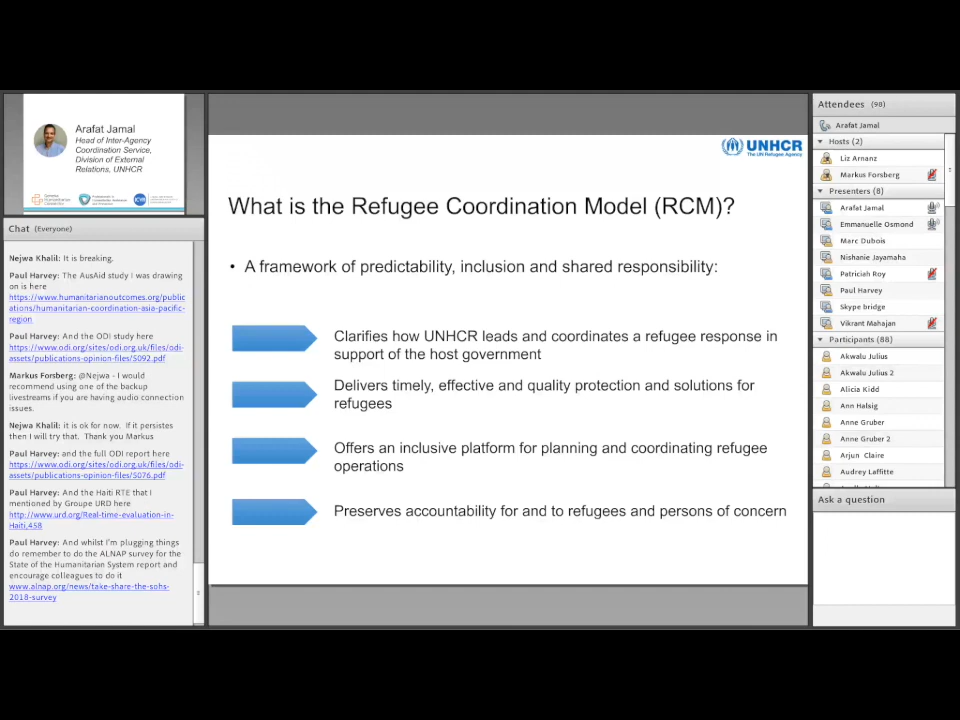 Arafat Jamal
Head of Inter-Agency
Coordination Service,
Division of External
Relations, UNHCR
Chat (Everyone)
Nejwa Khalil: It is breaking.
Paul Harvey: The AusAid study I was drawing
on is here
https://www.humanitarianoutcomes.org/public
ations/humanitarian-coordination-asia-pacific-
region
Paul Harvey: And the ODI study here
https://www.odi.org/sites/odi.org.uk/files/odi-
assets/publications-opinion-files/5092.pdf
Markus Forsberg: @Nejwa - I would
recommend using one of the backup
livestreams if you are having audio connection
issues.
Nejwa Khalil: it is ok for now. If it persistes
then I will try that. Thank you Markus
Paul Harvey: and the full ODI report here
https://www.odi.org/sites/odi.org.uk/files/odi-
assets/publications-opinion-files/5076.pdf
Paul Harvey: And the Haiti RTE that I
mentioned by Groupe URD here
http://www.urd.org/Real-time-evaluation-in-
Haiti,458
Paul Harvey: And whilst I'm plugging things
do remember to do the ALNAP survey for the
State of the Humanitarian System report and
encourage colleagues to do it
www.alnap.org/news/take-share-the-sohs-
2018-survey
UNHCR
The UN Refugee Agency
What is the Refugee Coordination Model (RCM)?
• A framework of predictability, inclusion and shared responsibility:
Clarifies how UNHCR leads and coordinates a refugee response in
support of the host government
Delivers timely, effective and quality protection and solutions for
refugees
Offers an inclusive platform for planning and coordinating refugee
operations
Preserves accountability for and to refugees and persons of concern
Attendees (98)
Arafat Jamal
Hosts (2)
Liz Arnanz
Markus Forsberg
Presenters (8)
Arafat Jamal
Emmanuelle Osmond
Marc Dubois
Nishanie Jayamaha
Patriciah Roy
Paul Harvey
Skype bridge
Vikrant Mahajan
Participants (88)
Akwalu Julius
Akwalu Julius 2
Alicia Kidd
Ann Halsig
Anne Gruber
Anne Gruber 2
Arjun Claire
Audrey Laffitte
Ask a question